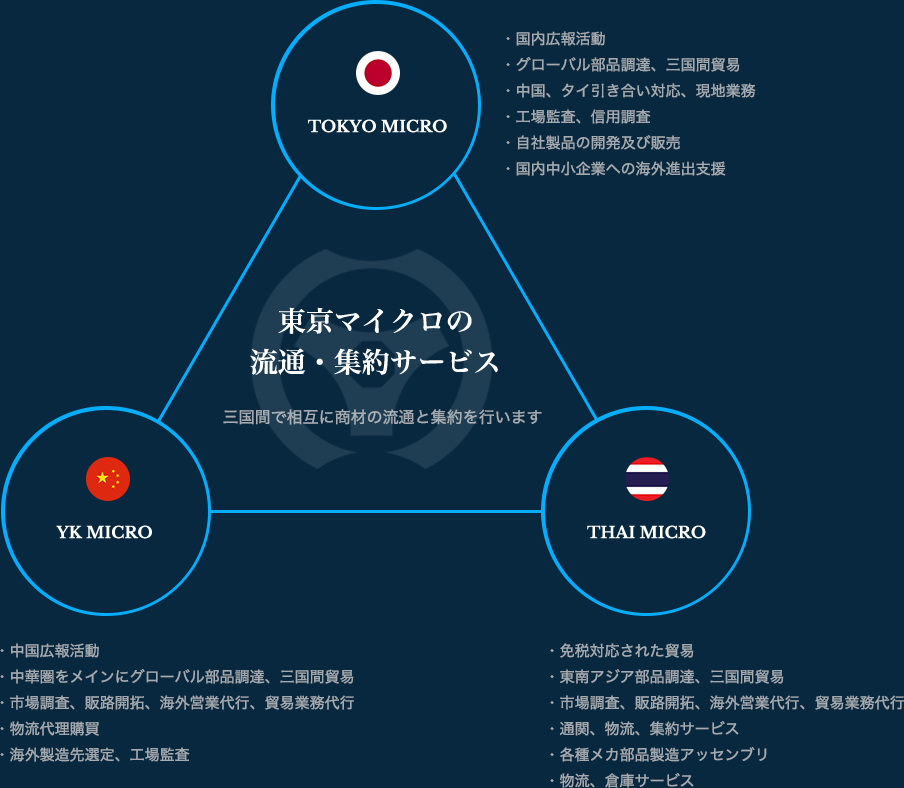 ・国内広報活動
・グローバル部品調達、三国間貿易
・中国、タイ引き合い対応、現地業務
・工場監査、信用調査
・自社製品の開発及び販売
・国内中小企業への海外進出支援
TOKYO MICRO
東京マイクロの
流通・集約サービス
三国間で相互に商材の流通と集約を行います
YK MICRO
THAI MICRO
・中国広報活動
・中華圏をメインにグローバル部品調達、三国間貿易
・市場調査、販路開拓、海外営業代行、貿易業務代行
・物流代理購買
・海外製造先選定、工場監査
・免税対応された貿易
・東南アジア部品調達、三国間貿易
・市場調査、販路開拓、海外営業代行、貿易業務代行
・通関、物流、集約サービス
・各種メカ部品製造アッセンブリ
・物流、倉庫サービス